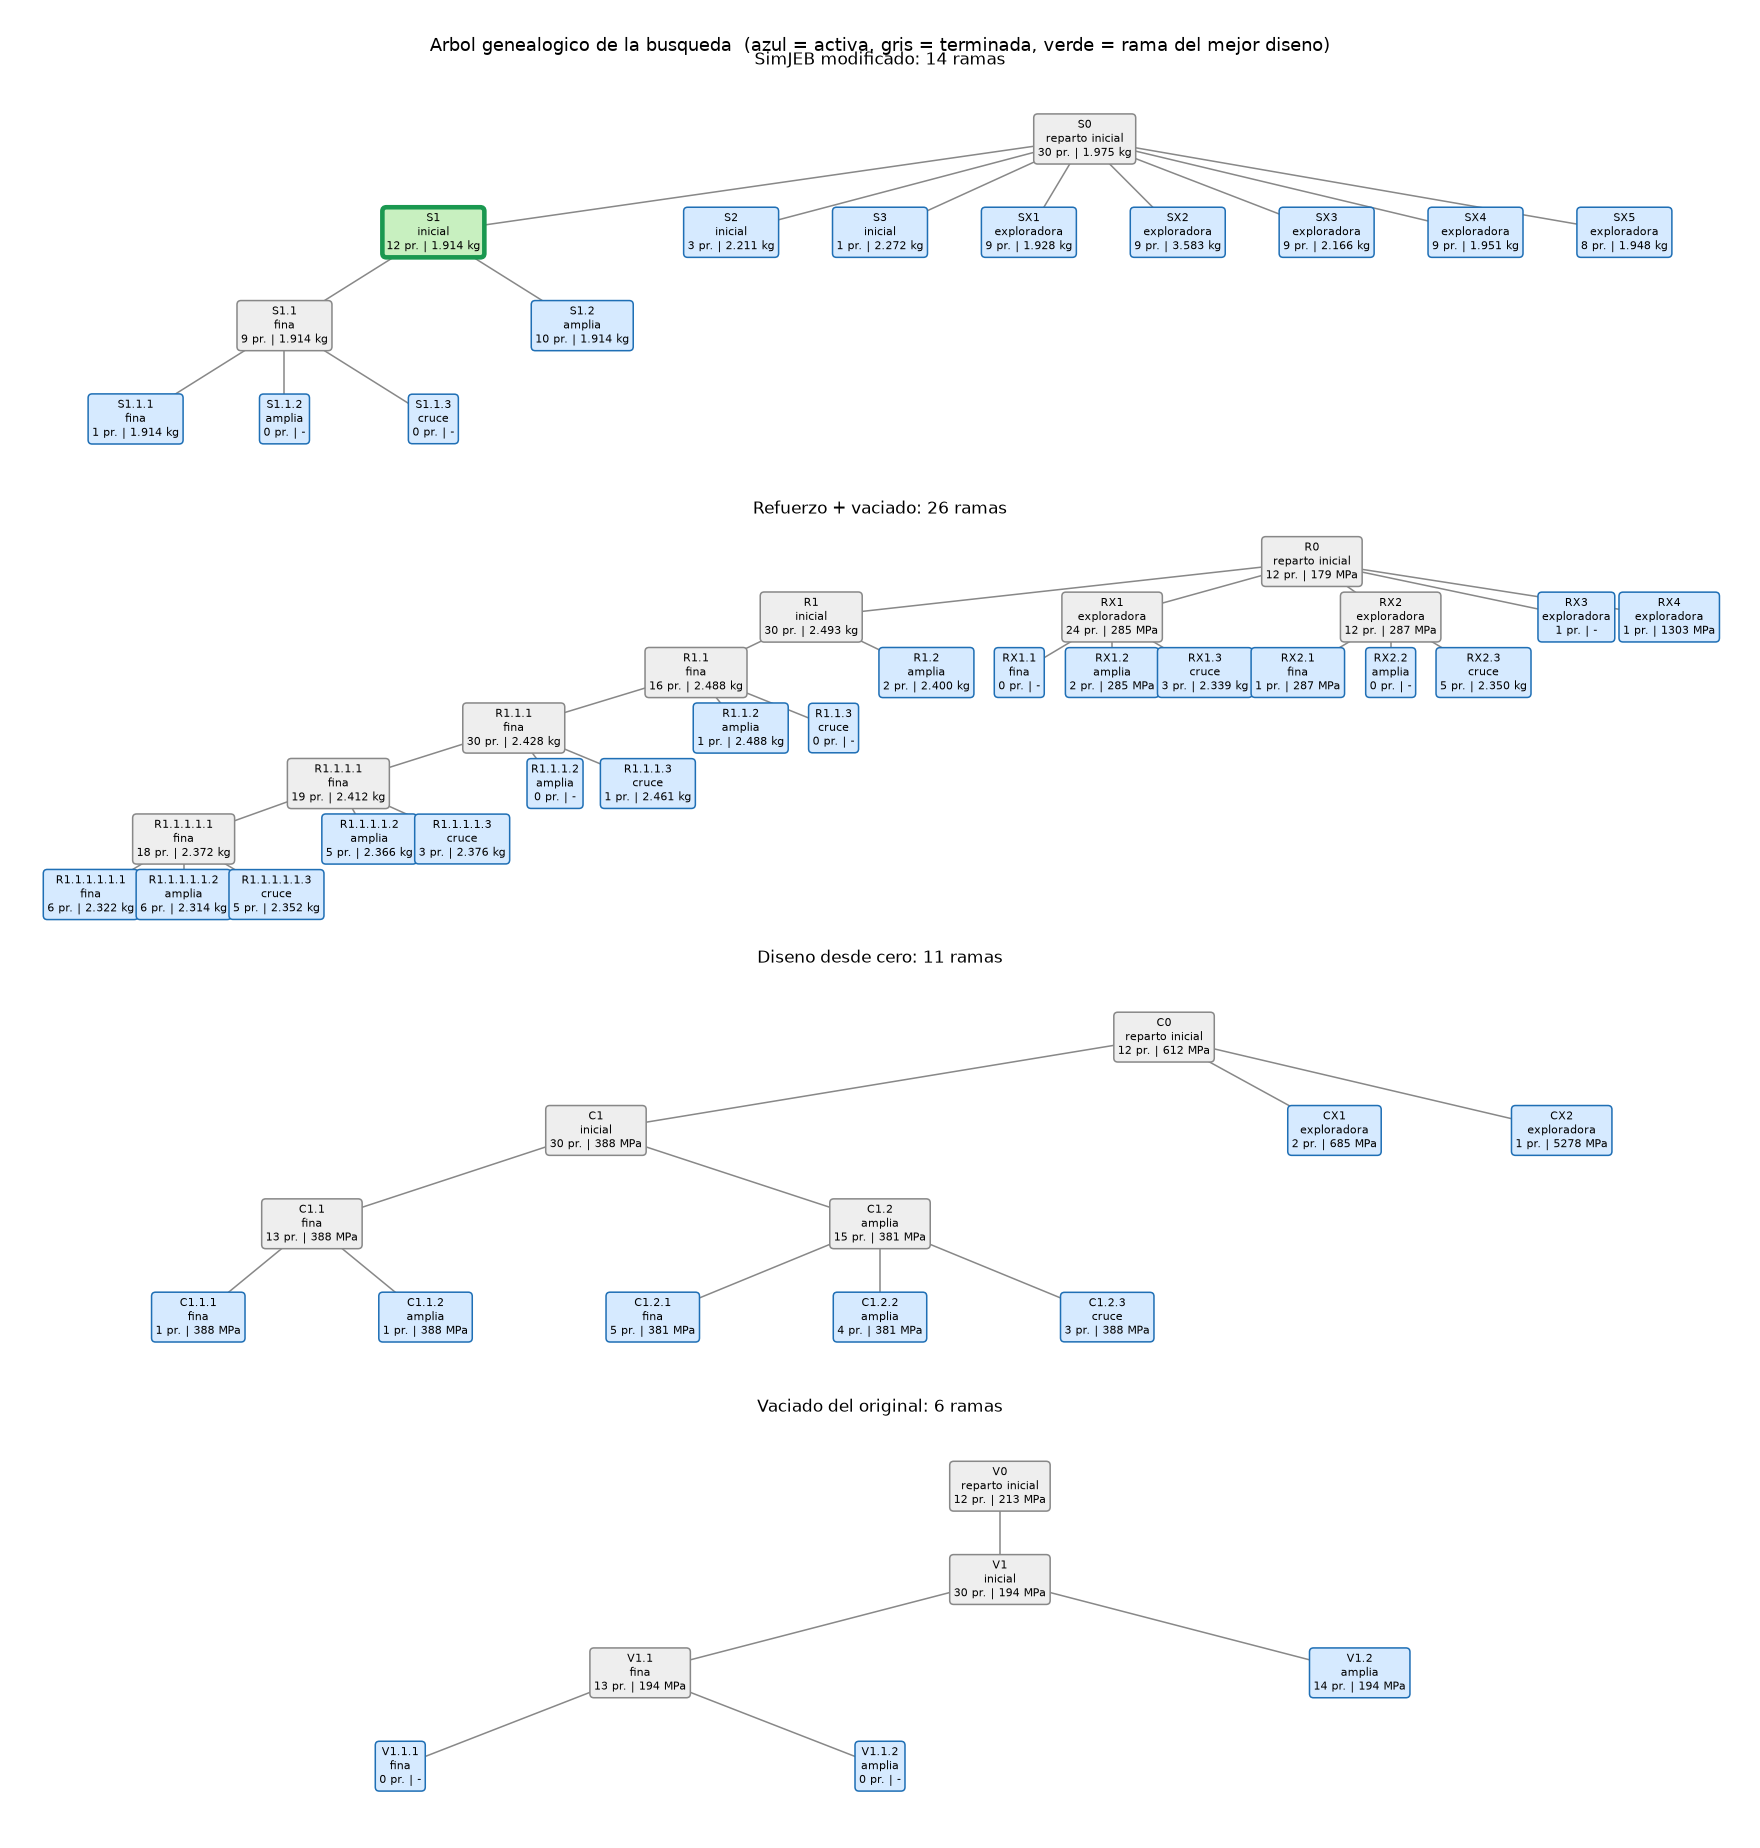 Arbol genealogico de la busqueda  (azul = activa, gris = terminada, verde = rama del mejor diseno)
SimJEB modificado: 14 ramas
S0
reparto inicial
30 pr. | 1.975 kg
S1
inicial
12 pr. | 1.914 kg
S2
inicial
3 pr. | 2.211 kg
S3
inicial
1 pr. | 2.272 kg
SX1
exploradora
9 pr. | 1.928 kg
SX2
exploradora
9 pr. | 3.583 kg
SX3
exploradora
9 pr. | 2.166 kg
SX4
exploradora
9 pr. | 1.951 kg
SX5
exploradora
8 pr. | 1.948 kg
S1.1
fina
9 pr. | 1.914 kg
S1.2
amplia
10 pr. | 1.914 kg
S1.1.1
fina
1 pr. | 1.914 kg
S1.1.2
amplia
0 pr. | -
S1.1.3
cruce
0 pr. | -
Refuerzo + vaciado: 26 ramas
R0
reparto inicial
12 pr. | 179 MPa
R1
inicial
30 pr. | 2.493 kg
RX1
exploradora
24 pr. | 285 MPa
RX2
exploradora
12 pr. | 287 MPa
RX3
exploradora
1 pr. | -
RX4
exploradora
1 pr. | 1303 MPa
R1.1
fina
16 pr. | 2.488 kg
R1.2
amplia
2 pr. | 2.400 kg
RX1.1
fina
0 pr. | -
RX1.2
amplia
2 pr. | 285 MPa
RX1.3
cruce
3 pr. | 2.339 kg
RX2.1
fina
1 pr. | 287 MPa
RX2.2
amplia
0 pr. | -
RX2.3
cruce
5 pr. | 2.350 kg
R1.1.1
fina
30 pr. | 2.428 kg
R1.1.2
amplia
1 pr. | 2.488 kg
R1.1.3
cruce
0 pr. | -
R1.1.1.1
fina
19 pr. | 2.412 kg
R1.1.1.2
amplia
0 pr. | -
R1.1.1.3
cruce
1 pr. | 2.461 kg
R1.1.1.1.1
fina
18 pr. | 2.372 kg
R1.1.1.1.2
amplia
5 pr. | 2.366 kg
R1.1.1.1.3
cruce
3 pr. | 2.376 kg
R1.1.1.1.1.1
fina
6 pr. | 2.322 kg
R1.1.1.1.1.2
amplia
6 pr. | 2.314 kg
R1.1.1.1.1.3
cruce
5 pr. | 2.352 kg
Diseno desde cero: 11 ramas
C0
reparto inicial
12 pr. | 612 MPa
C1
inicial
30 pr. | 388 MPa
CX1
exploradora
2 pr. | 685 MPa
CX2
exploradora
1 pr. | 5278 MPa
C1.1
fina
13 pr. | 388 MPa
C1.2
amplia
15 pr. | 381 MPa
C1.1.1
fina
1 pr. | 388 MPa
C1.1.2
amplia
1 pr. | 388 MPa
C1.2.1
fina
5 pr. | 381 MPa
C1.2.2
amplia
4 pr. | 381 MPa
C1.2.3
cruce
3 pr. | 388 MPa
Vaciado del original: 6 ramas
V0
reparto inicial
12 pr. | 213 MPa
V1
inicial
30 pr. | 194 MPa
V1.1
fina
13 pr. | 194 MPa
V1.2
amplia
14 pr. | 194 MPa
V1.1.1
fina
0 pr. | -
V1.1.2
amplia
0 pr. | -